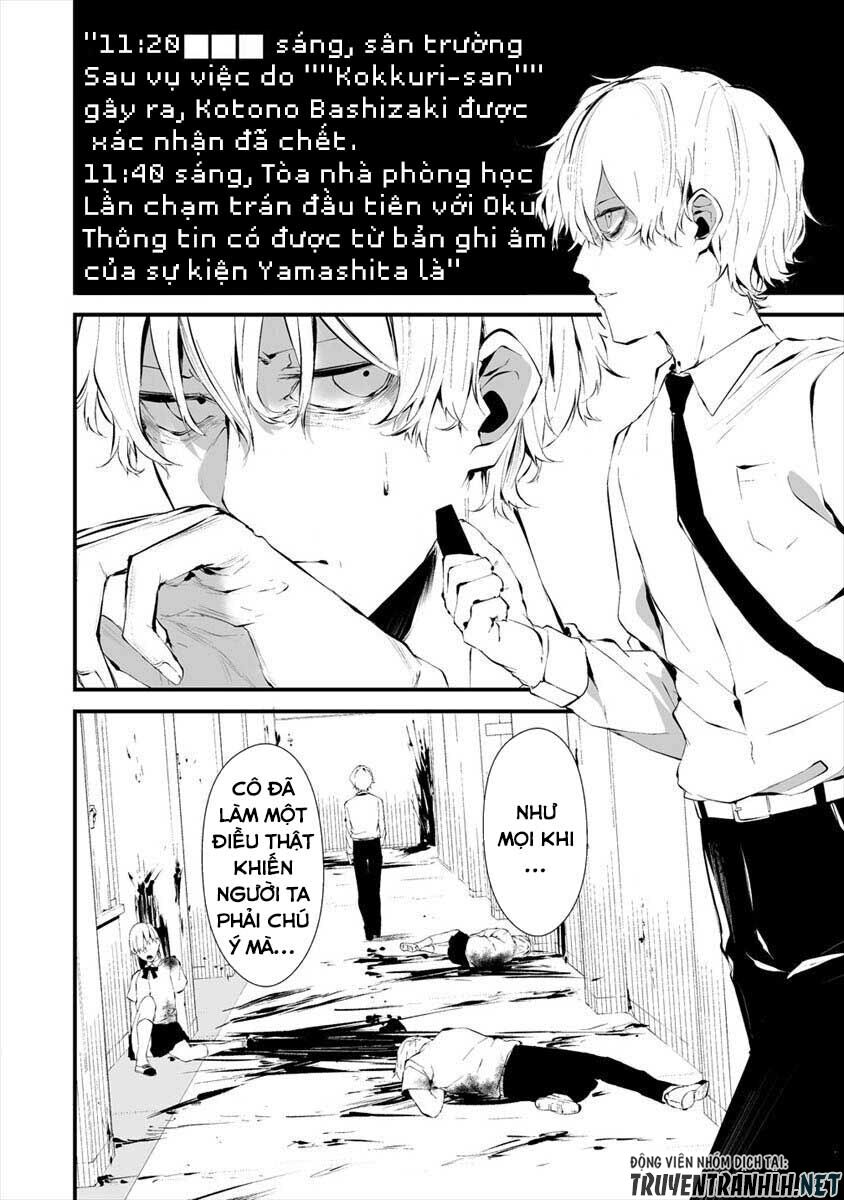 "11:20■■■ sáng, sân trường
Sau vụ việc do ""Kokkuri-san""
gây ra, Kotono Bashizaki được
xác nhận đã chết.
11:40 sáng, Tòa nhà phòng học
Lần chạm trán đầu tiên với Oku
Thông tin có được từ bản ghi âm
của sự kiện Yamashita là"
NHƯ
MỌI KHI
...
CÔ ĐÃ
LÀM MỘT
ĐIỀU THẬT
KHIẾN
NGƯỜI TA
PHẢI CHÚ
Ý MÀ...
ĐỘNG VIÊN NHÓM DỊCH TẠI:
TRUYENTRANHLH.NET